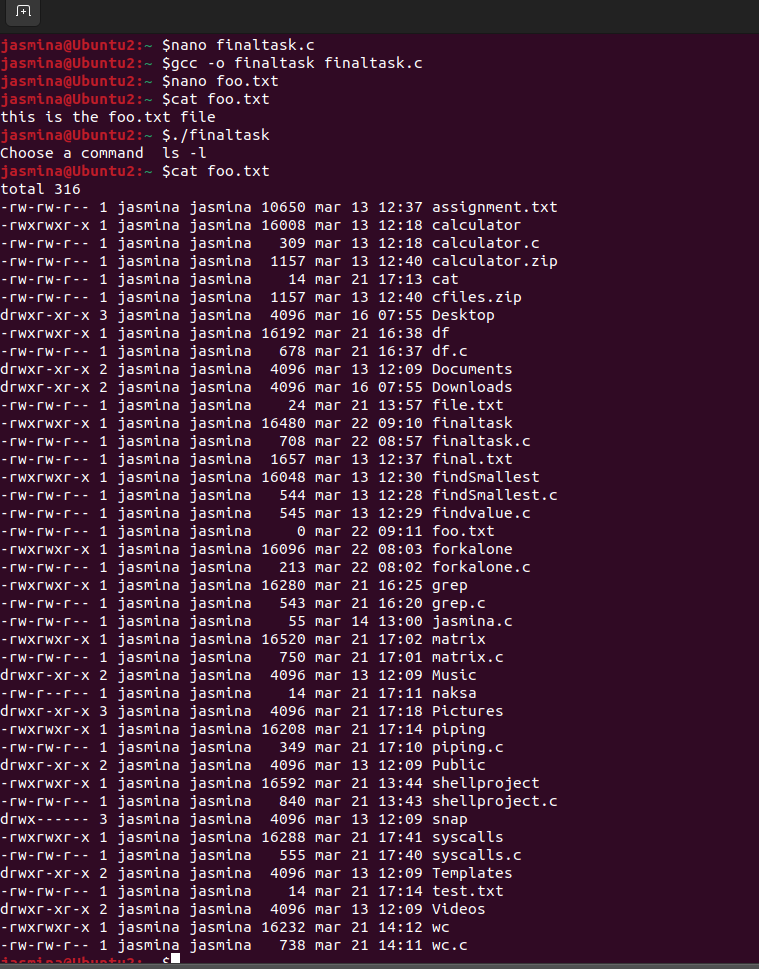 jasmina@Ubuntu2:~ $nano finaltask.c
jasmina@Ubuntu2:~ $gcc -o finaltask finaltask.c
jasmina@Ubuntu2:~ $nano foo.txt
jasmina@Ubuntu2:~ $cat foo.txt
this is the foo.txt file
jasmina@Ubuntu2:~ $./finaltask
Choose a command  ls -l
jasmina@Ubuntu2:~ $cat foo.txt
total 316
-rw-rw-r-- 1 jasmina jasmina 10650 mar 13 12:37 assignment.txt
-rwxrwxr-x 1 jasmina jasmina 16008 mar 13 12:18 calculator
-rw-rw-r-- 1 jasmina jasmina   309 mar 13 12:18 calculator.c
-rw-rw-r-- 1 jasmina jasmina  1157 mar 13 12:40 calculator.zip
-rw-rw-r-- 1 jasmina jasmina    14 mar 21 17:13 cat
-rw-rw-r-- 1 jasmina jasmina  1157 mar 13 12:40 cfiles.zip
drwxr-xr-x 3 jasmina jasmina  4096 mar 16 07:55 Desktop
-rwxrwxr-x 1 jasmina jasmina 16192 mar 21 16:38 df
-rw-rw-r-- 1 jasmina jasmina   678 mar 21 16:37 df.c
drwxr-xr-x 2 jasmina jasmina  4096 mar 13 12:09 Documents
drwxr-xr-x 2 jasmina jasmina  4096 mar 16 07:55 Downloads
-rw-rw-r-- 1 jasmina jasmina    24 mar 21 13:57 file.txt
-rwxrwxr-x 1 jasmina jasmina 16480 mar 22 09:10 finaltask
-rw-rw-r-- 1 jasmina jasmina   708 mar 22 08:57 finaltask.c
-rw-rw-r-- 1 jasmina jasmina  1657 mar 13 12:37 final.txt
-rwxrwxr-x 1 jasmina jasmina 16048 mar 13 12:30 findSmallest
-rw-rw-r-- 1 jasmina jasmina   544 mar 13 12:28 findSmallest.c
-rw-rw-r-- 1 jasmina jasmina   545 mar 13 12:29 findvalue.c
-rw-rw-r-- 1 jasmina jasmina     0 mar 22 09:11 foo.txt
-rwxrwxr-x 1 jasmina jasmina 16096 mar 22 08:03 forkalone
-rw-rw-r-- 1 jasmina jasmina   213 mar 22 08:02 forkalone.c
-rwxrwxr-x 1 jasmina jasmina 16280 mar 21 16:25 grep
-rw-rw-r-- 1 jasmina jasmina   543 mar 21 16:20 grep.c
-rw-rw-r-- 1 jasmina jasmina    55 mar 14 13:00 jasmina.c
-rwxrwxr-x 1 jasmina jasmina 16520 mar 21 17:02 matrix
-rw-rw-r-- 1 jasmina jasmina   750 mar 21 17:01 matrix.c
drwxr-xr-x 2 jasmina jasmina  4096 mar 13 12:09 Music
-rw-r--r-- 1 jasmina jasmina    14 mar 21 17:11 naksa
drwxr-xr-x 3 jasmina jasmina  4096 mar 21 17:18 Pictures
-rwxrwxr-x 1 jasmina jasmina 16208 mar 21 17:14 piping
-rw-rw-r-- 1 jasmina jasmina   349 mar 21 17:10 piping.c
drwxr-xr-x 2 jasmina jasmina  4096 mar 13 12:09 Public
-rwxrwxr-x 1 jasmina jasmina 16592 mar 21 13:44 shellproject
-rw-rw-r-- 1 jasmina jasmina   840 mar 21 13:43 shellproject.c
drwx------ 3 jasmina jasmina  4096 mar 13 12:09 snap
-rwxrwxr-x 1 jasmina jasmina 16288 mar 21 17:41 syscalls
-rw-rw-r-- 1 jasmina jasmina   555 mar 21 17:40 syscalls.c
drwxr-xr-x 2 jasmina jasmina  4096 mar 13 12:09 Templates
-rw-rw-r-- 1 jasmina jasmina    14 mar 21 17:14 test.txt
drwxr-xr-x 2 jasmina jasmina  4096 mar 13 12:09 Videos
-rwxrwxr-x 1 jasmina jasmina 16232 mar 21 14:12 wc
-rw-rw-r-- 1 jasmina jasmina   738 mar 21 14:11 wc.c
jasmina@Ubuntu2:~ $